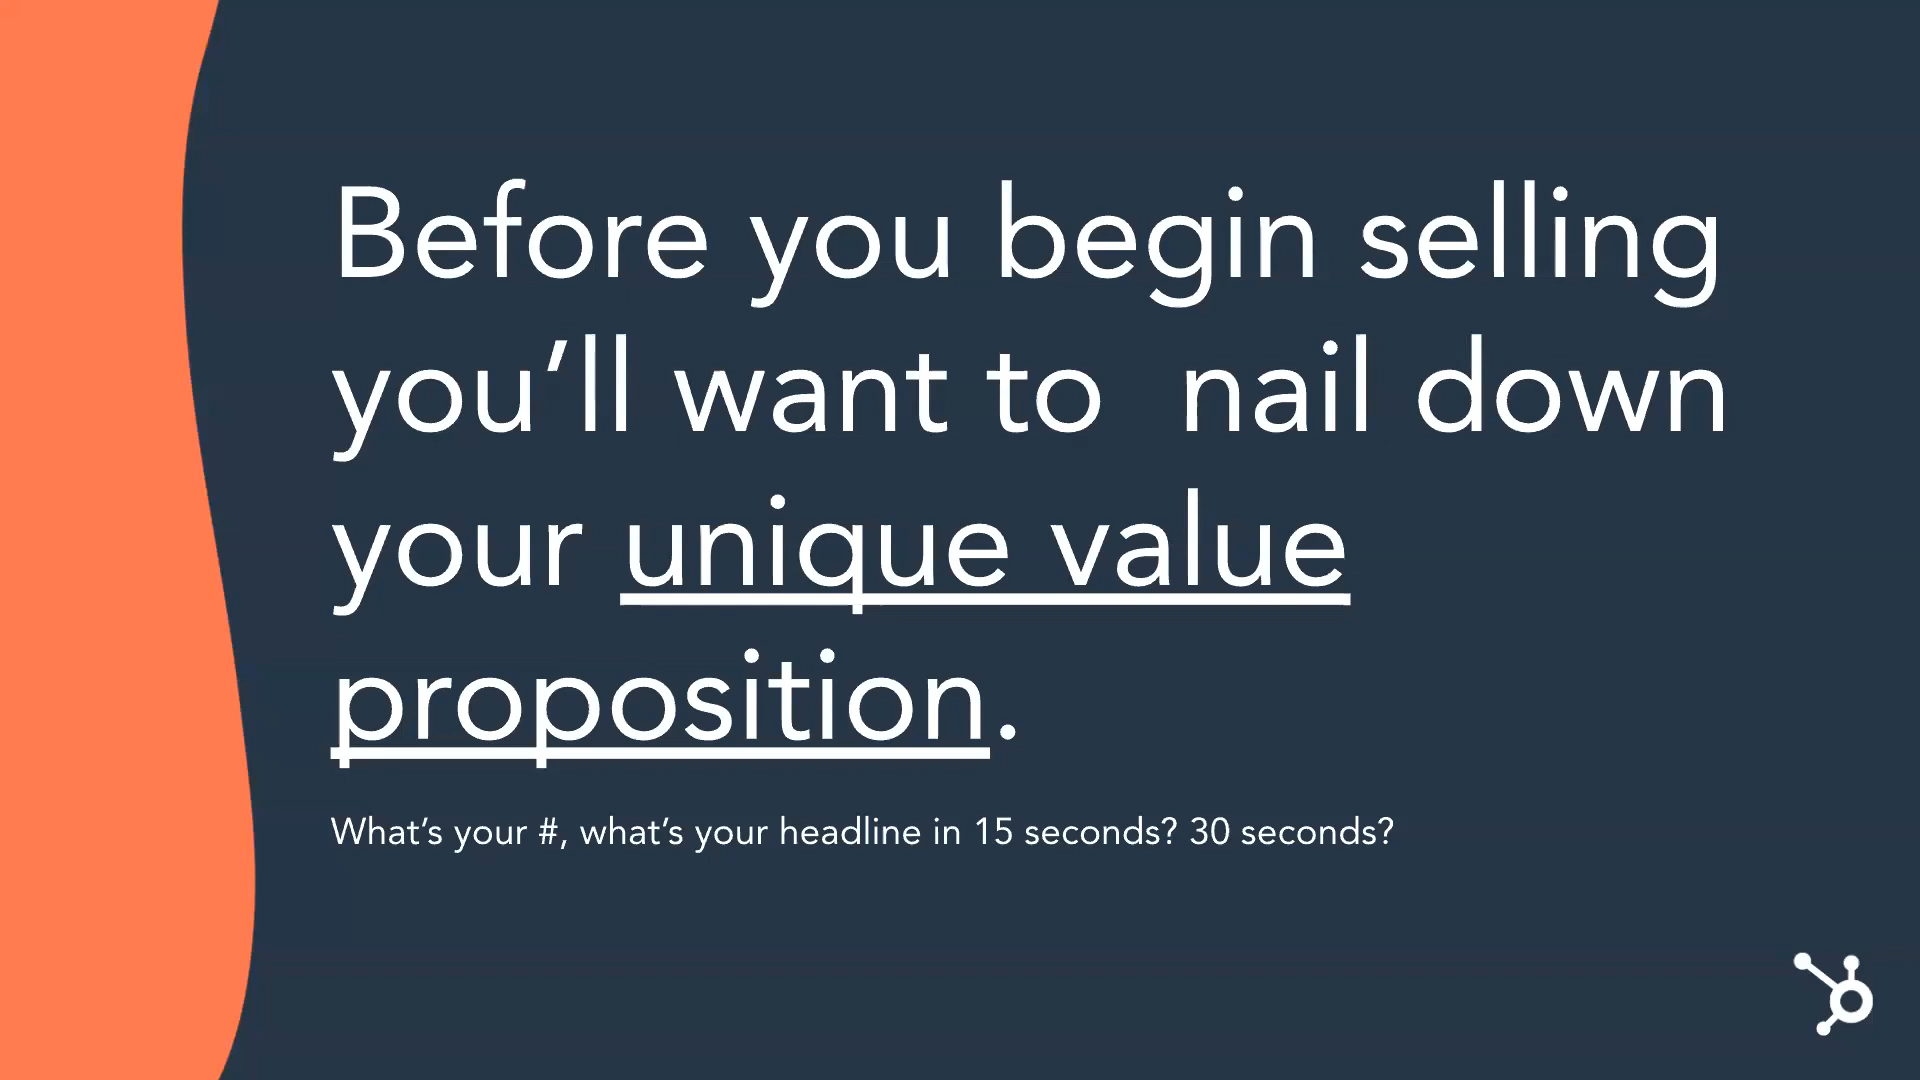 Before you begin selling
you’ll want to  nail down
your unique value
proposition.
What’s your #, what’s your headline in 15 seconds? 30 seconds?